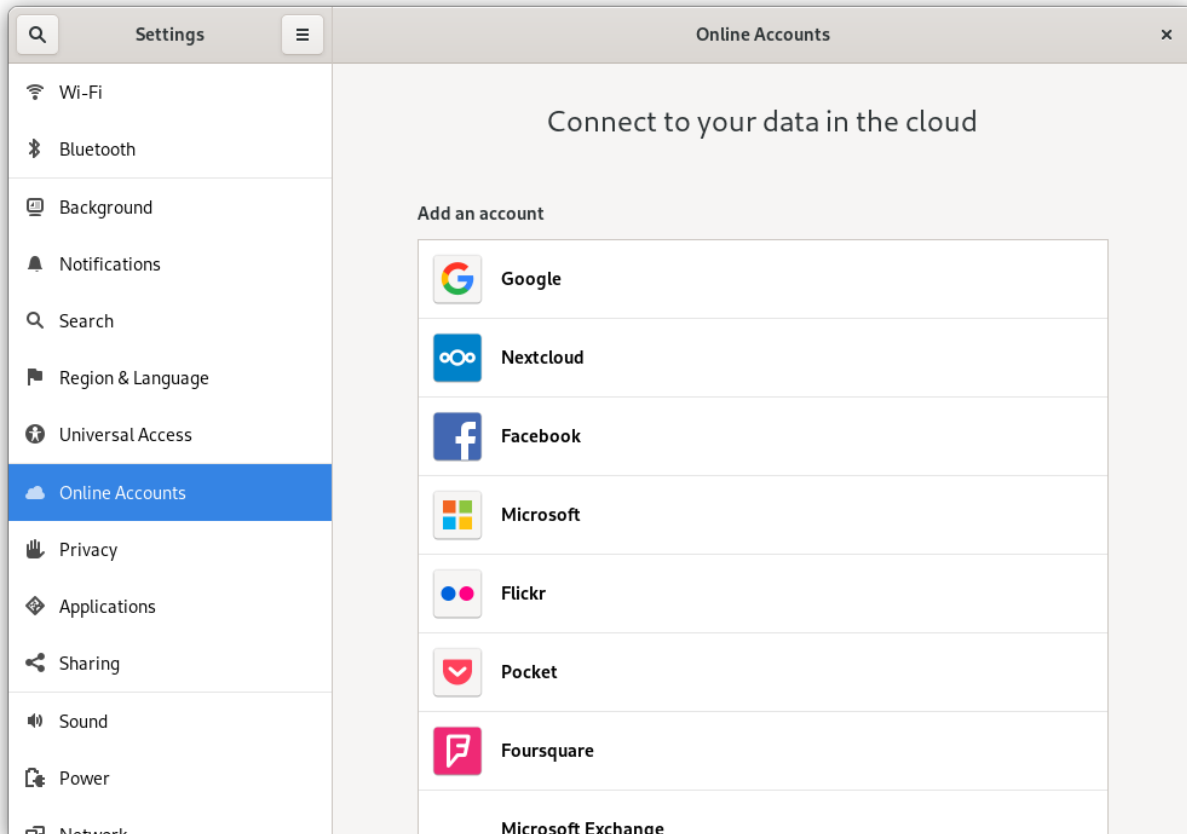 Settings
Online Accounts
Wi-Fi
Bluetooth
Background
Notifications
Search
Region & Language
Universal Access
Online Accounts
Privacy
Applications
Sharing
Sound
Power
Network
Connect to your data in the cloud
Add an account
Google
Nextcloud
Facebook
Microsoft
Flickr
Pocket
Foursquare
Microsoft Exchange